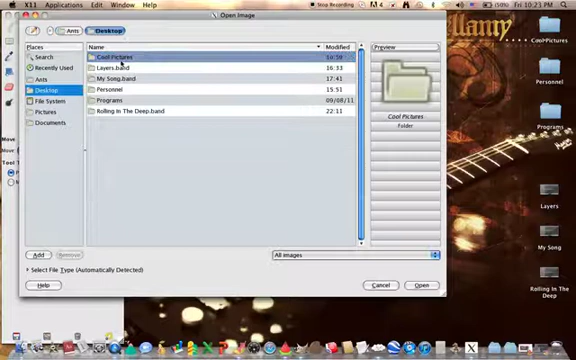 X11 Applications Edit Window Help Stop Recording Fri 10:23 PM
Open Image
Ants Desktop
Places Name Modified Preview
Search Cool Pictures
Recently Used Layers.band 16:33
Ants My Song.band 17:41
Desktop Personnel 15:51
File System Programs 09/08/11
Pictures Rolling In The Deep.band 22:11
Documents
Cool Pictures
Folder
Add Remove All images
Select File Type (Automatically Detected)
Help Cancel Open
Move:
Tool T
Cool Pictures
Personnel
Programs
Layers
My Song
Rolling In The
Deep